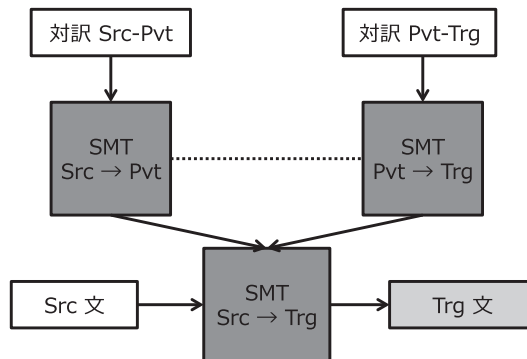 対訳 Src-Pvt
対訳 Pvt-Trg
SMT
Src → Pvt
SMT
Pvt → Trg
Src 文
SMT
Src → Trg
Trg 文